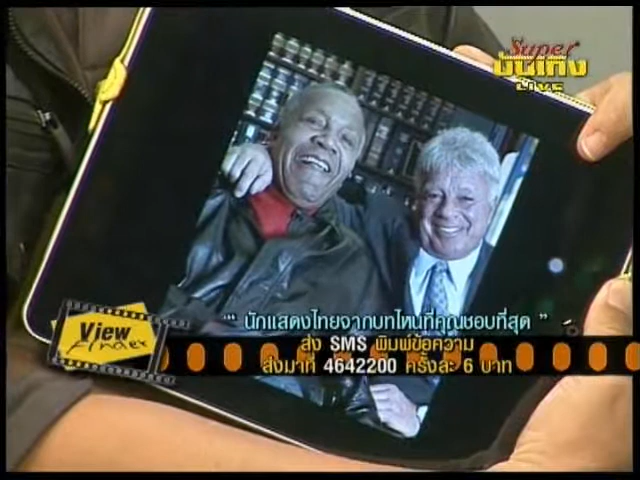 Super
บันเทิง
LIVE
“ นักแสดงไทยจากบทไหนที่คุณชอบที่สุด ”
View
Finder
ส่ง SMS พิมพ์ข้อความ
ส่งมาที่ 4642200 ครั้งละ 6 บาท